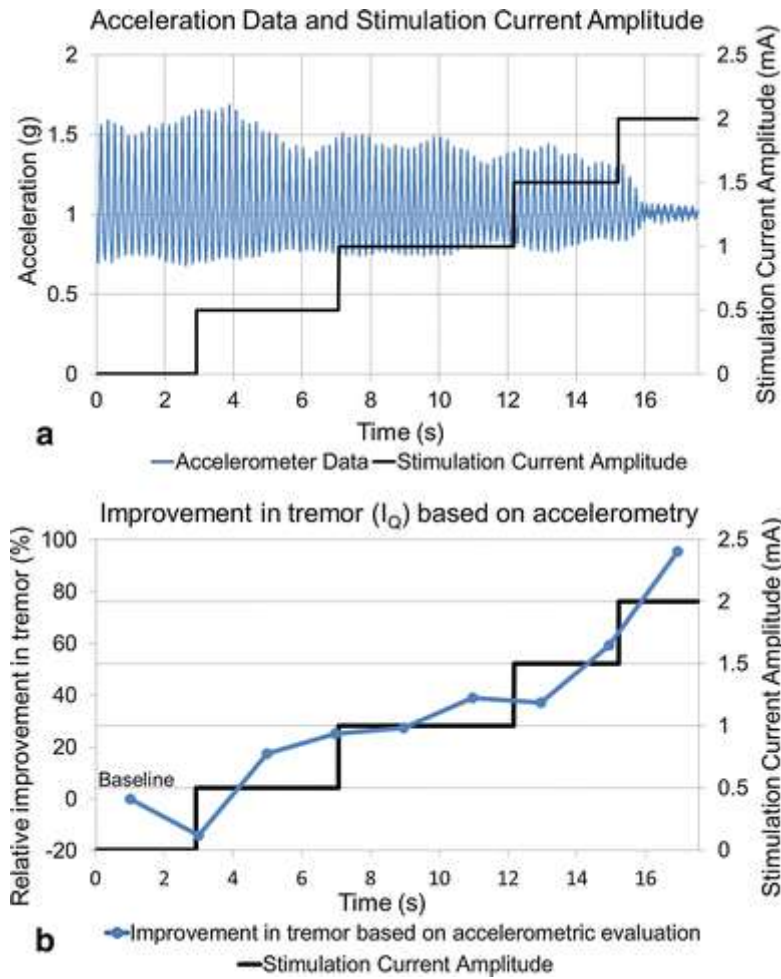 Acceleration Data and Stimulation Current Amplitude
Acceleration (g)
2
1.5
1
0.5
0
2.5
2
1.5
1
0.5
0
Stimulation Current Amplitude (mA)
0 2 4 6 8 10 12 14 16
Time (s)
a
Accelerometer Data Stimulation Current Amplitude
Improvement in tremor (I_Q) based on accelerometry
Relative improvement in tremor (%)
100
80
60
40
20
0
-20
Baseline
2.5
2
1.5
1
0.5
0
Stimulation Current Amplitude (mA)
0 2 4 6 8 10 12 14 16
Time (s)
b
Improvement in tremor based on accelerometric evaluation
Stimulation Current Amplitude